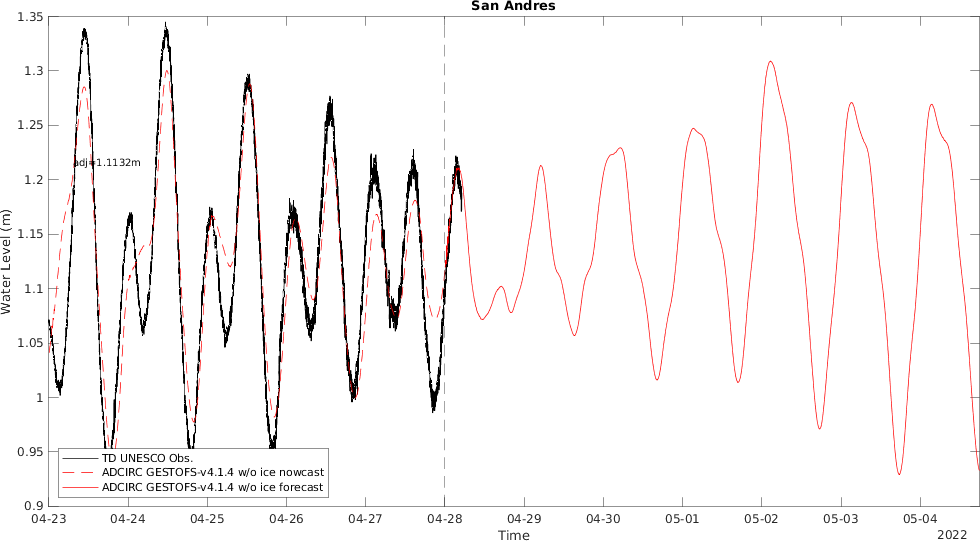 San Andres
Water Level (m)
1.35
1.3
1.25
1.2
1.15
1.1
1.05
1
0.95
0.9
adj=1.1132m
TD UNESCO Obs.
ADCIRC GESTOFS-v4.1.4 w/o ice nowcast
ADCIRC GESTOFS-v4.1.4 w/o ice forecast
04-23 04-24 04-25 04-26 04-27 04-28 04-29 04-30 05-01 05-02 05-03 05-04
Time
2022